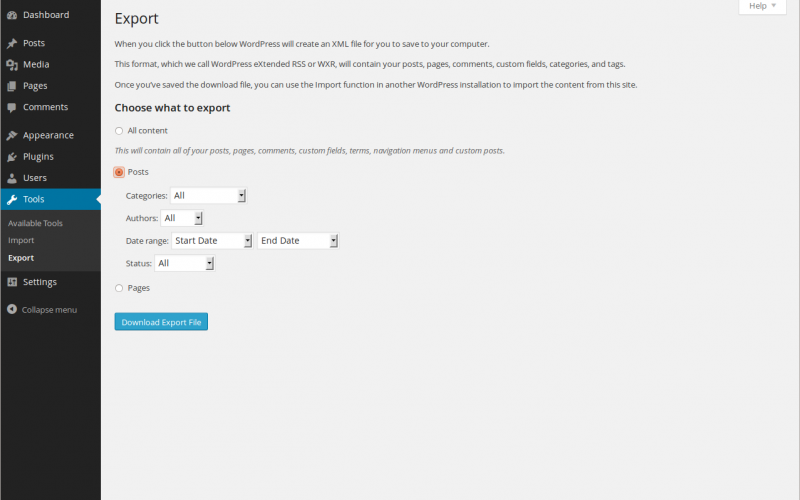 Dashboard
Posts
Media
Pages
Comments
Appearance
Plugins
Users
Tools
Available Tools
Import
Export
Settings
Collapse menu
Help
Export
When you click the button below WordPress will create an XML file for you to save to your computer.
This format, which we call WordPress eXtended RSS or WXR, will contain your posts, pages, comments, custom fields, categories, and tags.
Once you've saved the download file, you can use the Import function in another WordPress installation to import the content from this site.
Choose what to export
All content
This will contain all of your posts, pages, comments, custom fields, terms, navigation menus and custom posts.
Posts
Categories: All
Authors: All
Date range: Start Date End Date
Status: All
Pages
Download Export File